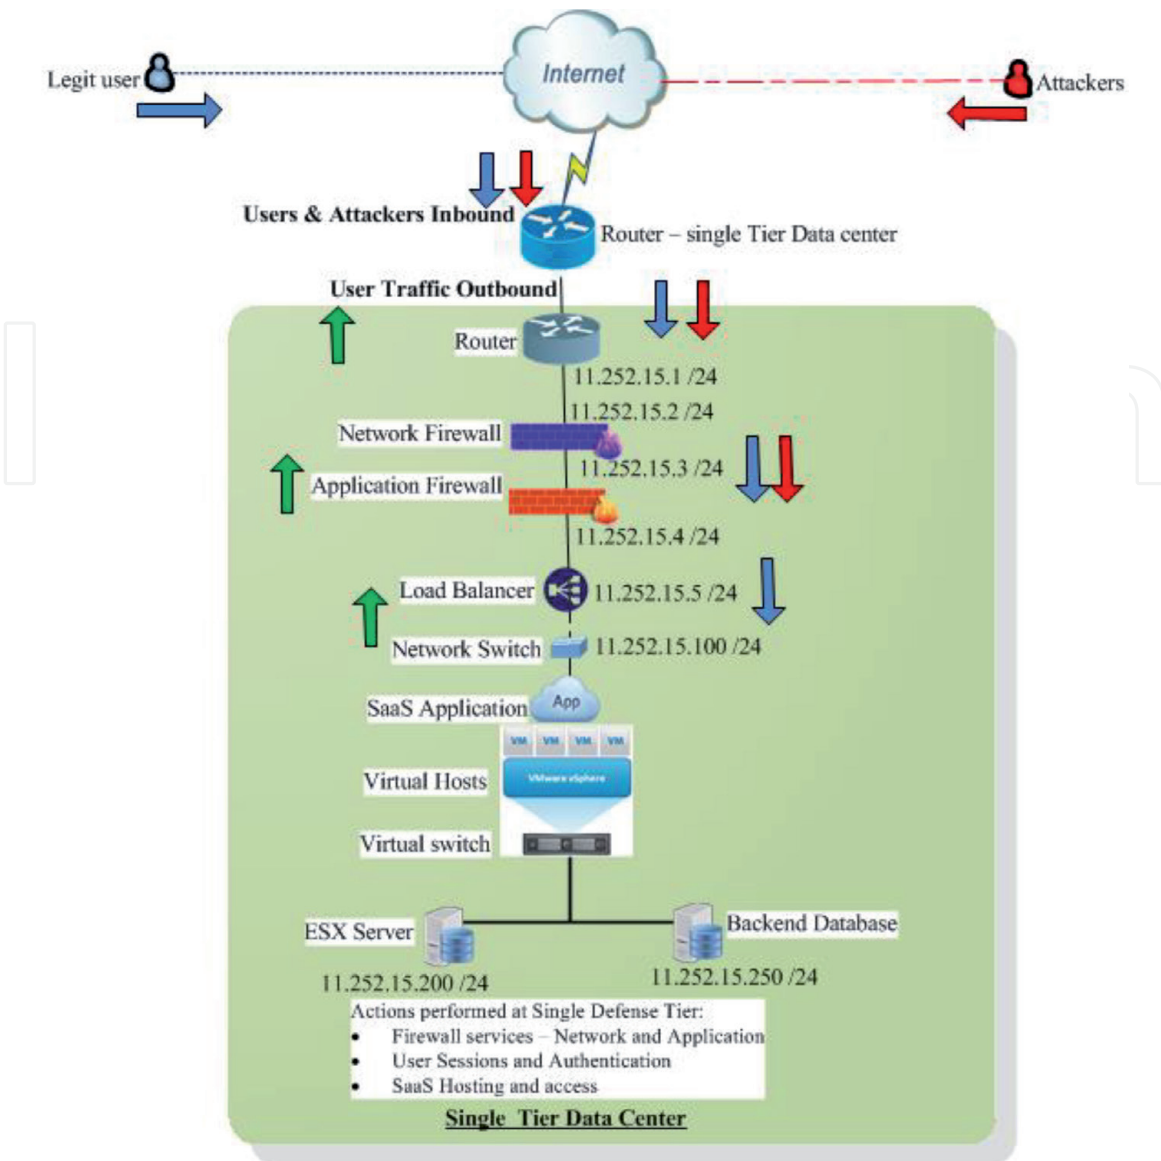 Internet
Legit user
Attackers
Users & Attackers Inbound
Router – single Tier Data center
User Traffic Outbound
Router
11.252.15.1 /24
11.252.15.2 /24
Network Firewall
11.252.15.3 /24
Application Firewall
11.252.15.4 /24
Load Balancer
11.252.15.5 /24
Network Switch
11.252.15.100 /24
SaaS Application
App
VM VM VM VM
Virtual Hosts
VMware vSphere
Virtual switch
ESX Server
Backend Database
11.252.15.200 /24
11.252.15.250 /24
Actions performed at Single Defense Tier:
• Firewall services – Network and Application
• User Sessions and Authentication
• SaaS Hosting and access
Single Tier Data Center